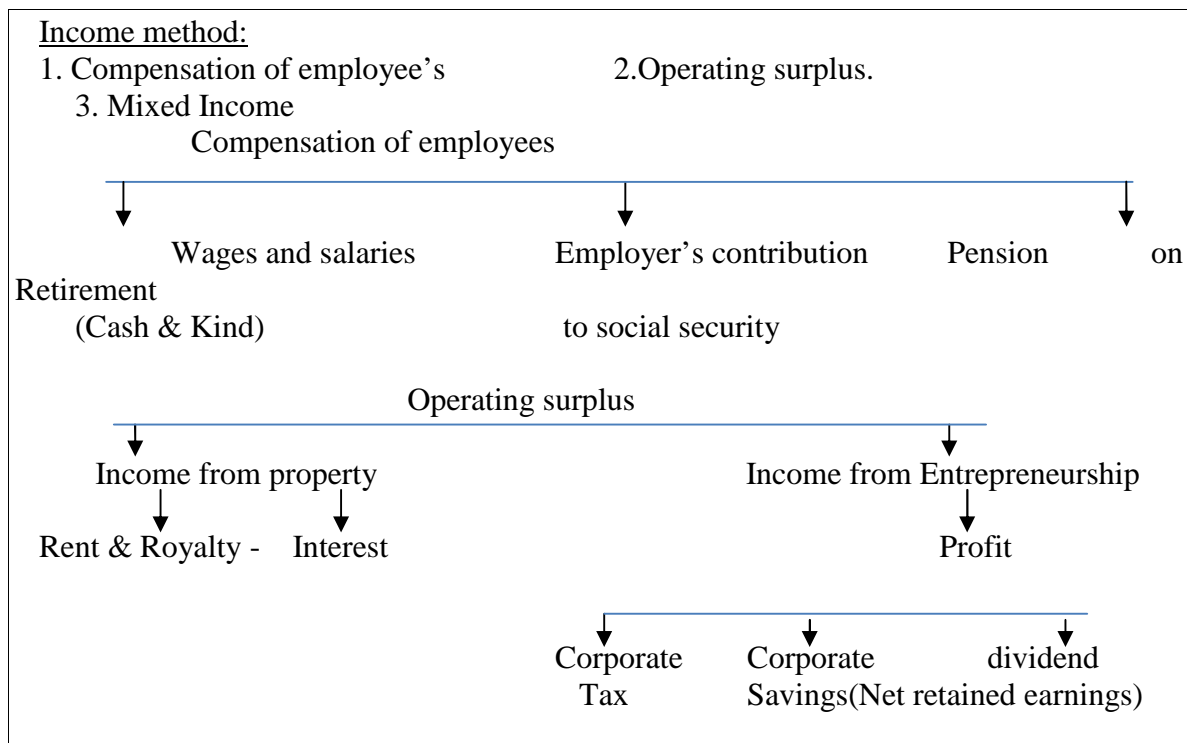 Income method:
1. Compensation of employee's 2.Operating surplus.
3. Mixed Income
Compensation of employees
Wages and salaries Employer's contribution Pension on
Retirement
(Cash & Kind) to social security
Operating surplus
Income from property Income from Entrepreneurship
Rent & Royalty - Interest Profit
Corporate Corporate dividend
Tax Savings(Net retained earnings)